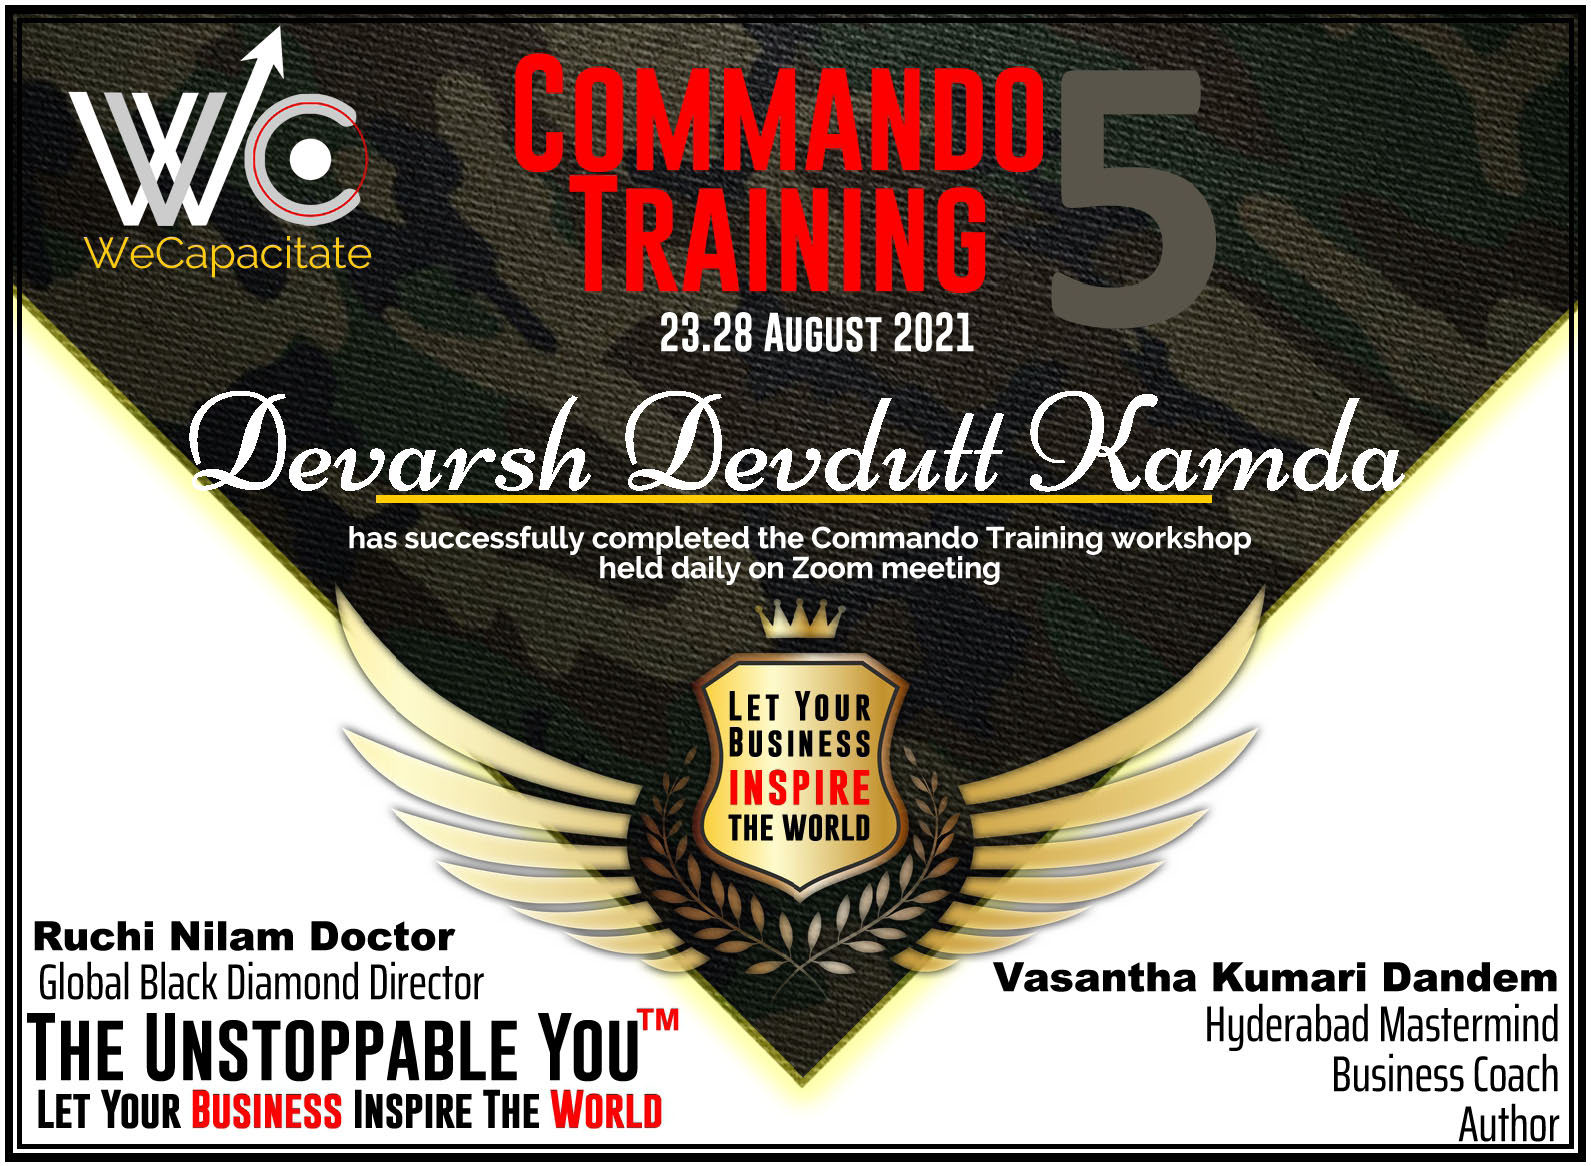 WC
WeCapacitate
COMMANDO
TRAINING
5
23.28 AUGUST 2021
Devarsh Devdutt Kamda
has successfully completed the Commando Training workshop
held daily on Zoom meeting
LET YOUR
BUSINESS
INSPIRE
THE WORLD
Ruchi Nilam Doctor
Global Black Diamond Director
THE UNSTOPPABLE YOU™
LET YOUR BUSINESS INSPIRE THE WORLD
Vasantha Kumari Dandem
Hyderabad Mastermind
Business Coach
Author